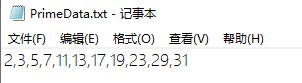 PrimeData.txt - 记事本
文件(F) 编辑(E) 格式(O) 查看(V) 帮助(H)
2,3,5,7,11,13,17,19,23,29,31